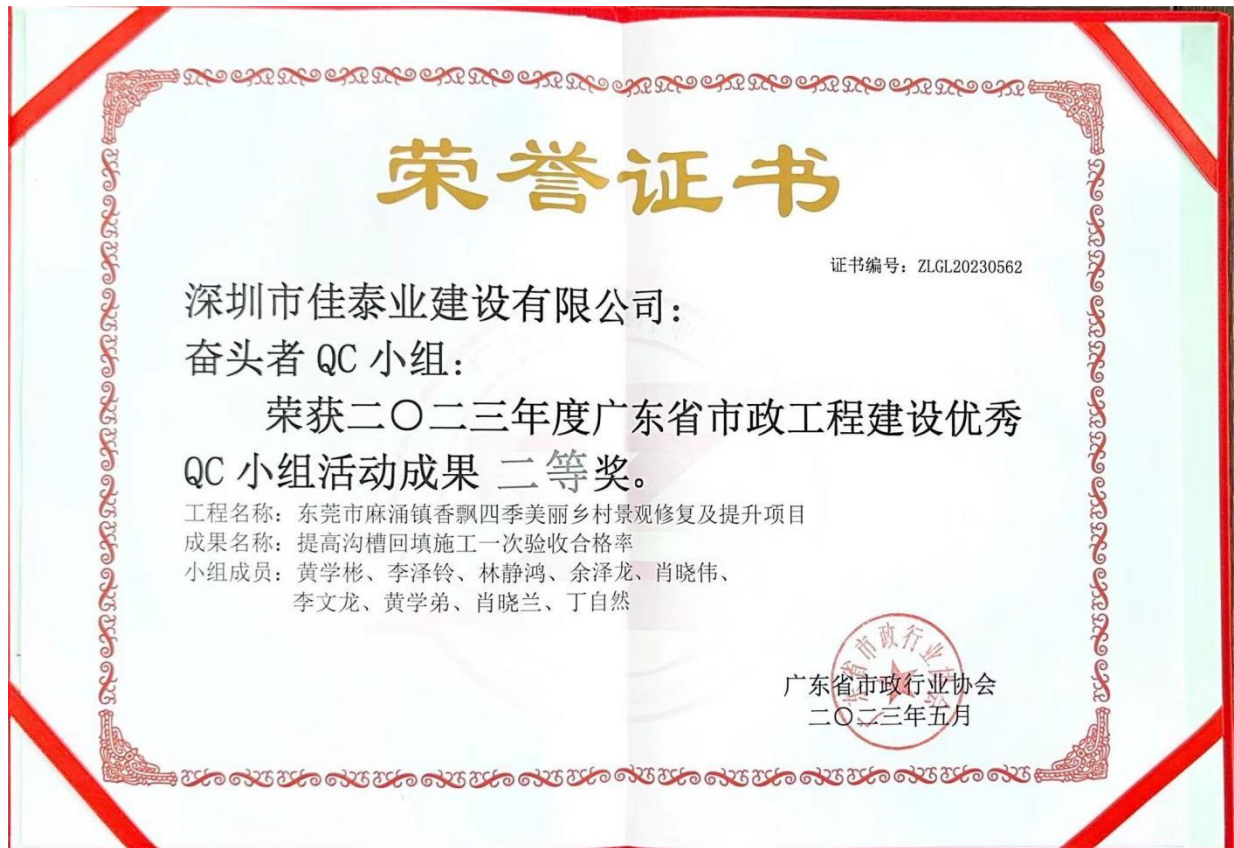 荣誉证书
证书编号：ZLGL20230562
深圳市佳泰业建设有限公司：
奋头者 QC 小组：
荣获二〇二三年度广东省市政工程建设优秀
QC 小组活动成果 二等奖。
工程名称：东莞市麻涌镇香飘四季美丽乡村景观修复及提升项目
成果名称：提高沟槽回填施工一次验收合格率
小组成员：黄学彬、李泽铃、林静鸿、余泽龙、肖晓伟、
李文龙、黄学弟、肖晓兰、丁自然
广东省市政行业协会
二〇二三年五月